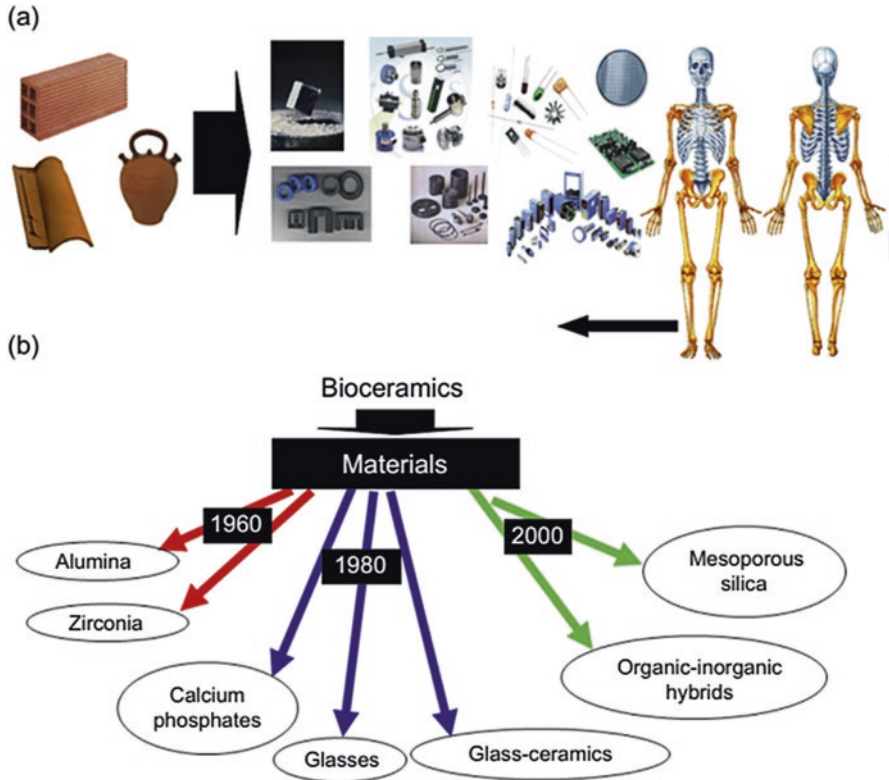 (a)
(b)
Bioceramics
Materials
1960
1980
2000
Alumina
Zirconia
Calcium
phosphates
Glasses
Glass-ceramics
Organic-inorganic
hybrids
Mesoporous
silica